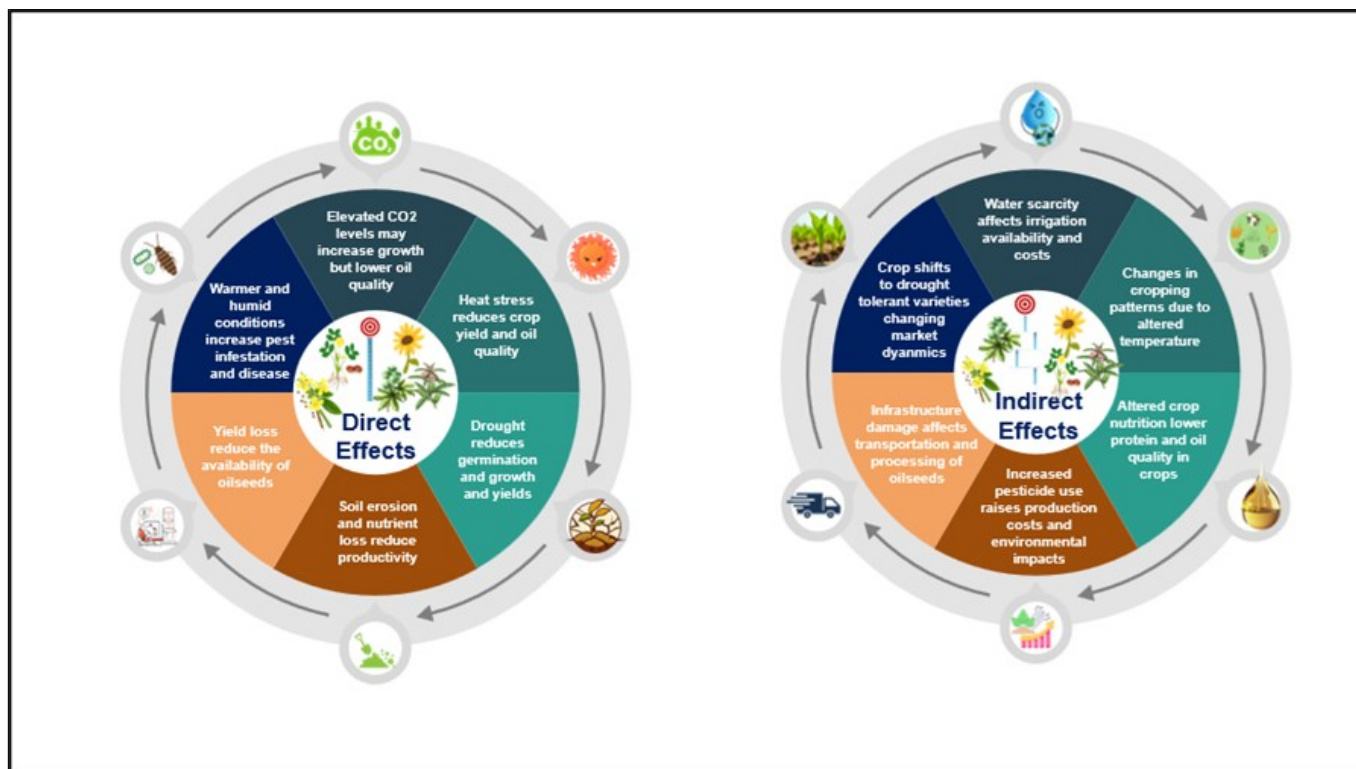 CO2
Elevated CO2
levels may
increase growth
but lower oil
quality
Heat stress
reduces crop
yield and oil
quality
Drought
reduces
germination
and growth
and yields
Soil erosion
and nutrient
loss reduce
productivity
Yield loss
reduce the
availability of
oilseeds
Warmer and
humid
conditions
increase pest
infestation
and disease
Direct
Effects
Water scarcity
affects irrigation
availability and
costs
Changes in
cropping
patterns due to
altered
temperature
Altered crop
nutrition lower
protein and oil
quality in
crops
Increased
pesticide use
raises production
costs and
environmental
impacts
Infrastructure
damage affects
transportation and
processing of
oilseeds
Crop shifts
to drought
tolerant varieties
changing
market
dyanmics
Indirect
Effects